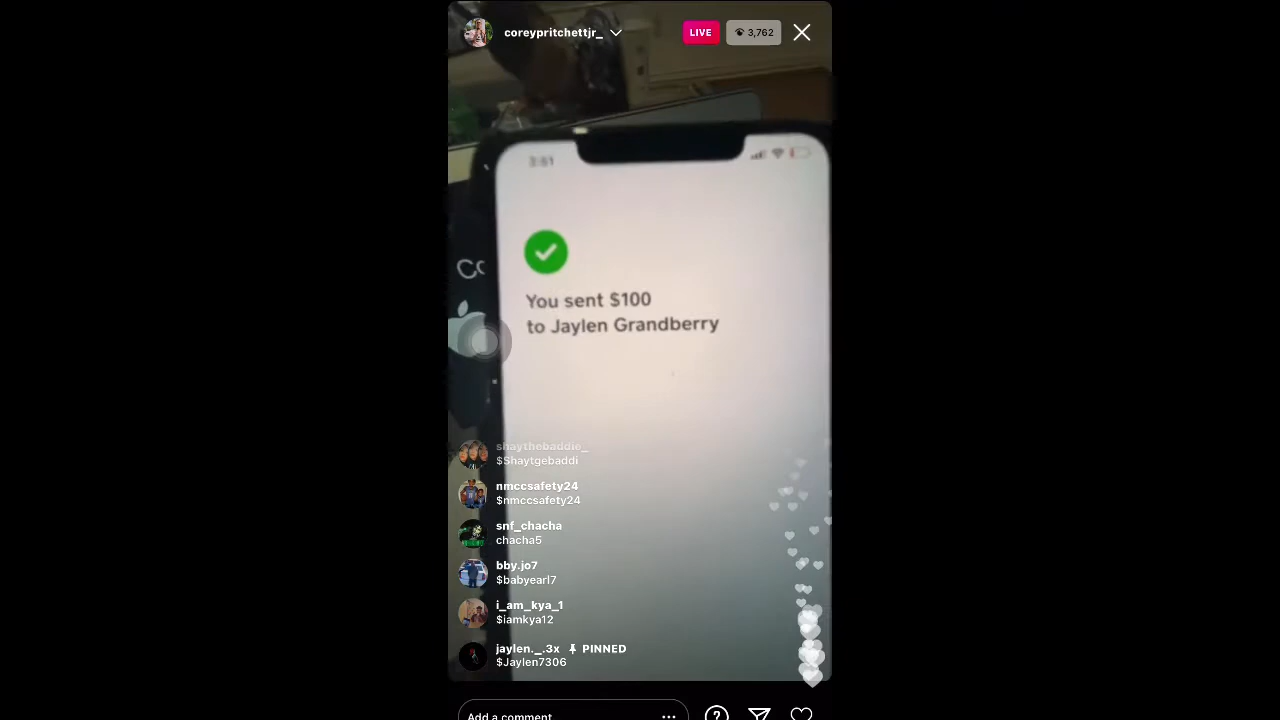 coreypritchettjr_
LIVE
3,762
3:51
You sent $100
to Jaylen Grandberry
shaythebaddie_
$Shaytgebaddi
nmccsafety24
$nmccsafety24
snf_chacha
chacha5
bby.jo7
$babyearl7
i_am_kya_1
$iamkya12
jaylen._.3x PINNED
$Jaylen7306
Add a comment